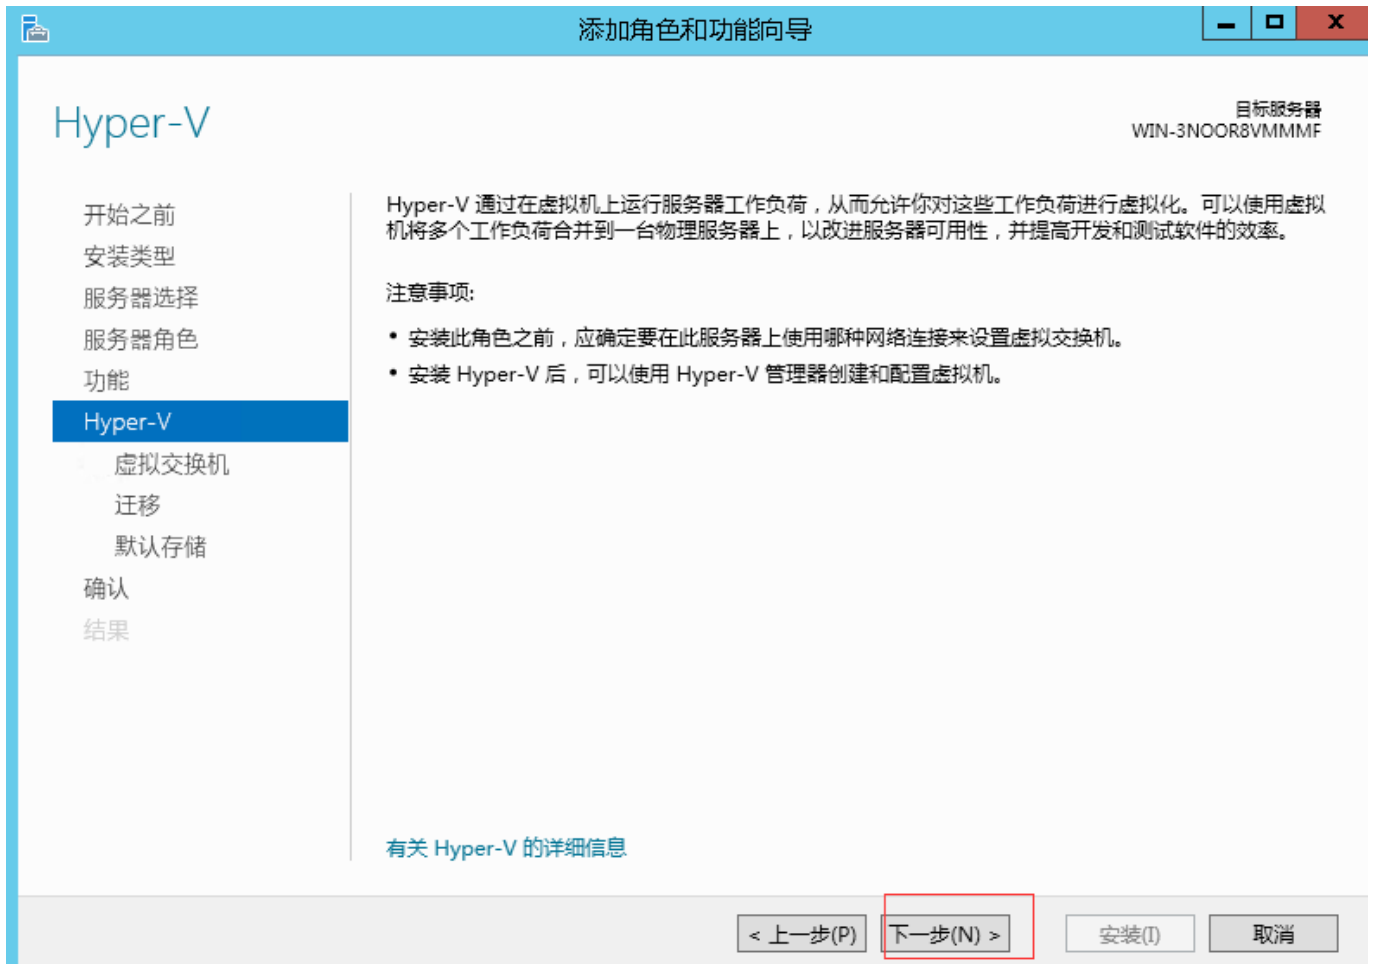 添加角色和功能向导
Hyper-V
目标服务器
WIN-3NOOR8VMMMF
开始之前
安装类型
服务器选择
服务器角色
功能
Hyper-V
虚拟交换机
迁移
默认存储
确认
结果
Hyper-V 通过在虚拟机上运行服务器工作负荷，从而允许你对这些工作负荷进行虚拟化。可以使用虚拟
机将多个工作负荷合并到一台物理服务器上，以改进服务器可用性，并提高开发和测试软件的效率。
注意事项:
• 安装此角色之前，应确定要在此服务器上使用哪种网络连接来设置虚拟交换机。
• 安装 Hyper-V 后，可以使用 Hyper-V 管理器创建和配置虚拟机。
有关 Hyper-V 的详细信息
< 上一步(P)
下一步(N) >
安装(I)
取消